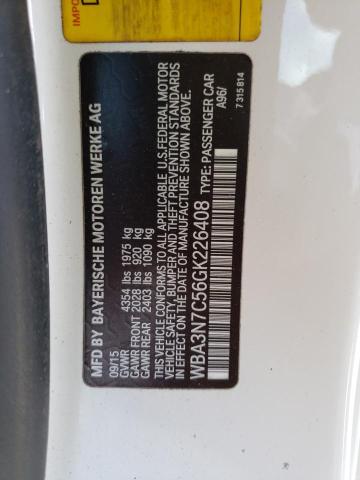 IMPO
MFD BY BAYERISCHE MOTOREN WERKE AG
09/15
GVWR 4354 lbs 1975 kg
GAWR FRONT 2028 lbs 920 kg
GAWR REAR 2403 lbs 1090 kg
THIS VEHICLE CONFORMS TO ALL APPLICABLE U.S.FEDERAL MOTOR
VEHICLE SAFETY, BUMPER AND THEFT PREVENTION STANDARDS
IN EFFECT ON THE DATE OF MANUFACTURE SHOWN ABOVE.
WBA3N7C56GK226408 TYPE: PASSENGER CAR
A96/
7 315 814